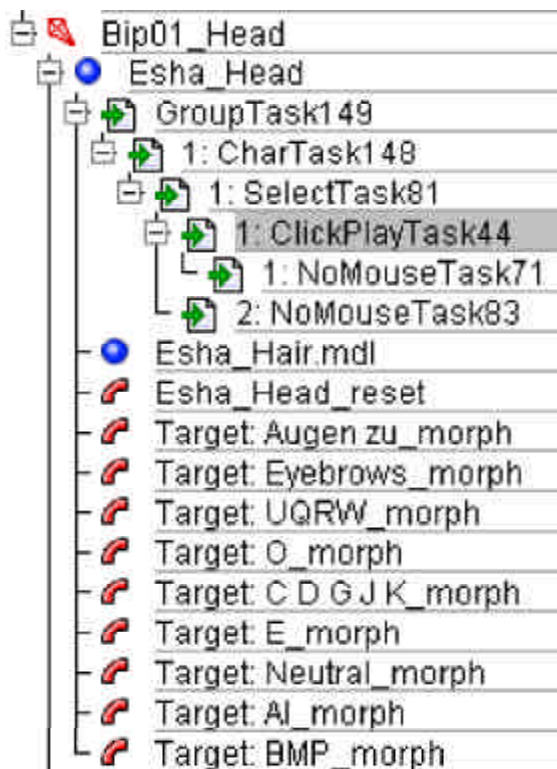 Bip01_Head
Esha_Head
GroupTask149
1: CharTask148
1: SelectTask81
1: ClickPlayTask44
1: NoMouseTask71
2: NoMouseTask83
Esha_Hair.mdl
Esha_Head_reset
Target: Augen zu_morph
Target: Eyebrows_morph
Target: UQRW_morph
Target: O_morph
Target: C D G J K_morph
Target: E_morph
Target: Neutral_morph
Target: AI_morph
Target: BMP_morph